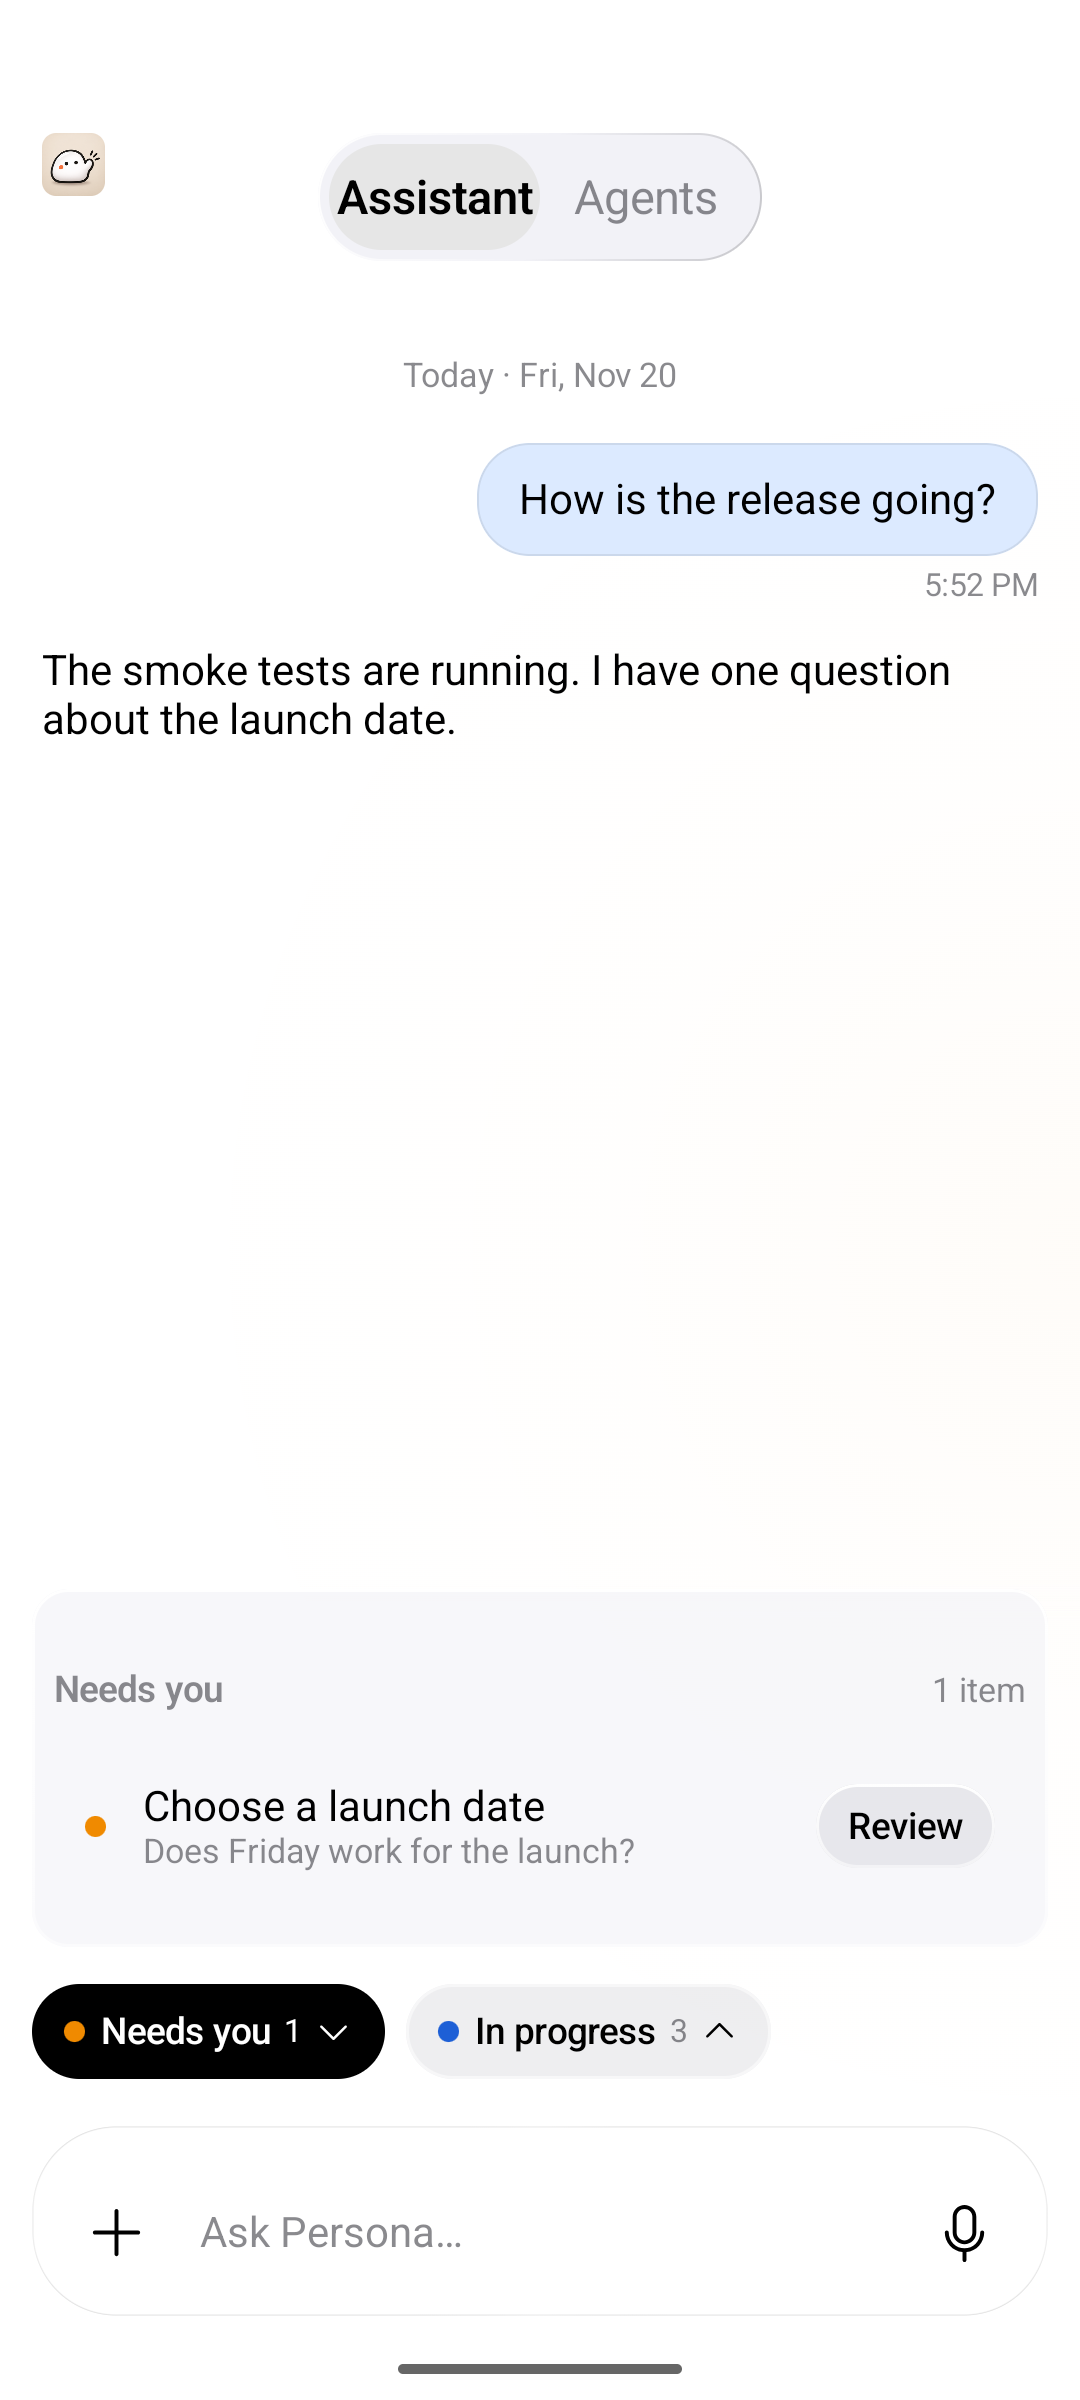 Assistant
Agents
Today · Fri, Nov 20
How is the release going?
5:52 PM
The smoke tests are running. I have one question
about the launch date.
Needs you
1 item
Choose a launch date
Does Friday work for the launch?
Review
Needs you 1
In progress 3
Ask Persona...